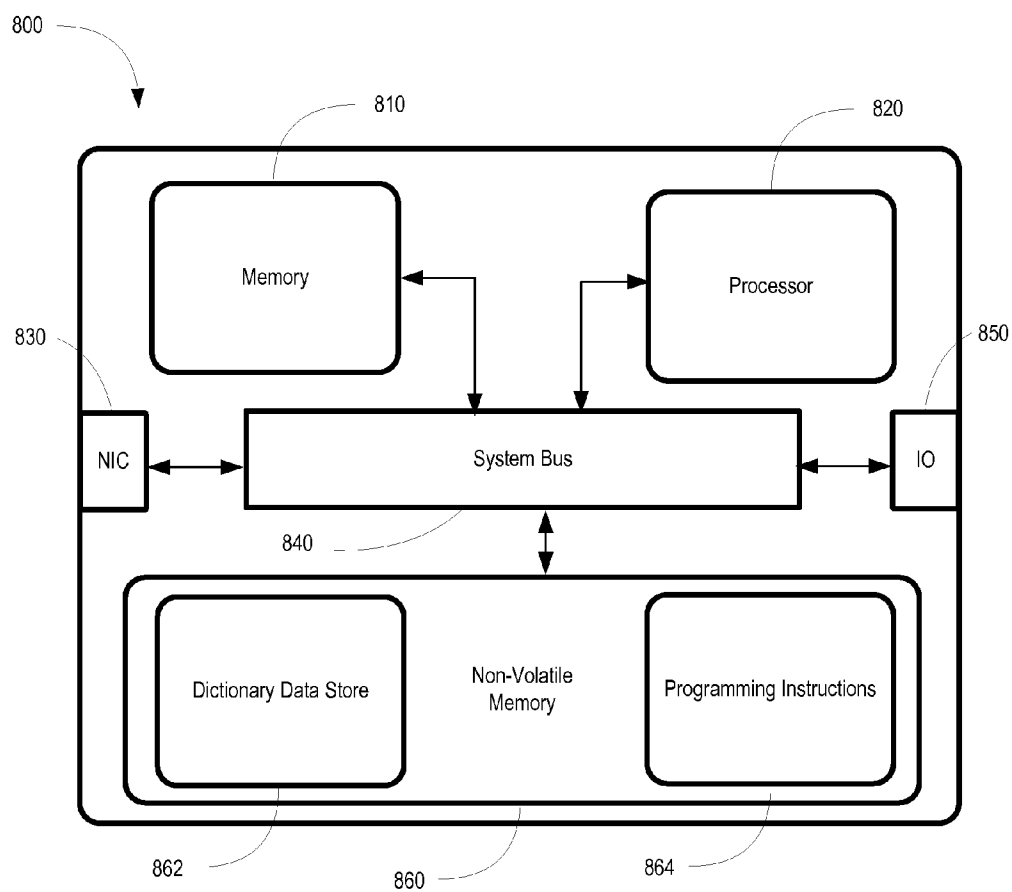 800
810
820
Memory
Processor
830
850
NIC
System Bus
IO
840
Dictionary Data Store
Non-Volatile
Memory
Programming Instructions
862
860
864